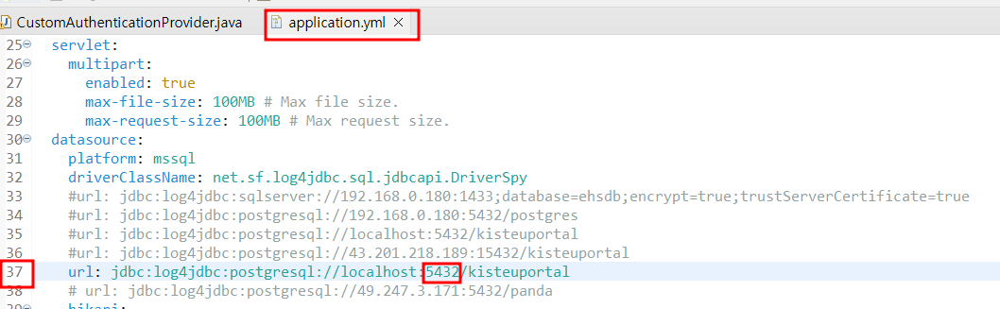 CustomAuthenticationProvider.java application.yml
25 servlet:
26 multipart:
27 enabled: true
28 max-file-size: 100MB # Max file size.
29 max-request-size: 100MB # Max request size.
30 datasource:
31 platform: mssql
32 driverClassName: net.sf.log4jdbc.sql.jdbcapi.DriverSpy
33 #url: jdbc:log4jdbc:sqlserver://192.168.0.180:1433;database=ehsdb;encrypt=true;trustServerCertificate=true
34 #url: jdbc:log4jdbc:postgresql://192.168.0.180:5432/postgres
35 #url: jdbc:log4jdbc:postgresql://localhost:5432/kisteuportal
36 #url: jdbc:log4jdbc:postgresql://43.201.218.189:15432/kisteuportal
37 url: jdbc:log4jdbc:postgresql://localhost:5432/kisteuportal
38 # url: jdbc:log4jdbc:postgresql://49.247.3.171:5432/panda
39 hikari: